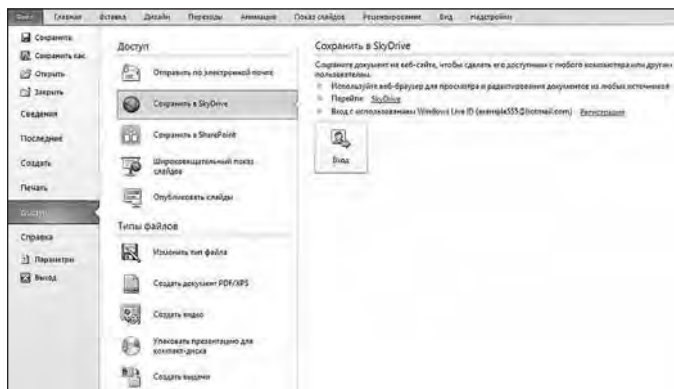 Файл Главная Вставка Дизайн Переходы Анимация Показ слайдов Рецензирование Вид Надстройки
Сохранить
Сохранить как
Открыть
Закрыть
Сведения
Последние
Создать
Печать
Доступ
Справка
Параметры
Выход
Доступ
Отправить по электронной почте
Сохранить в SkyDrive
Сохранить в SharePoint
Широковещательный показ
слайдов
Опубликовать слайды
Типы файлов
Изменить тип файла
Создать документ PDF/XPS
Создать видео
Упаковать презентацию для
компакт-диска
Создать выдачи
Сохранить в SkyDrive
Сохраните документ на веб-сайте, чтобы сделать его доступным с любого компьютера или другим
пользователям.
Используйте веб-браузер для просмотра и редактирования документов из любых источников
Перейти: SkyDrive
Вход с использованием Windows Live ID (example555@hotmail.com) Регистрация
Вход